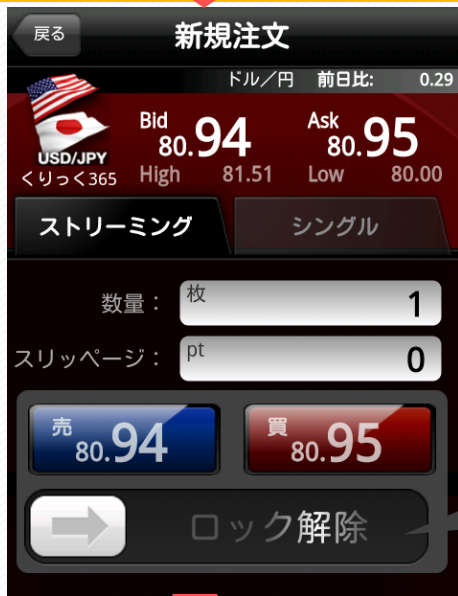 戻る
新規注文
ドル／円 前日比: 0.29
USD/JPY
くりっく365
Bid 80.94
Ask 80.95
High 81.51 Low 80.00
ストリーミング
シングル
数量： 枚 1
スリッページ： pt 0
売 80.94
買 80.95
ロック解除